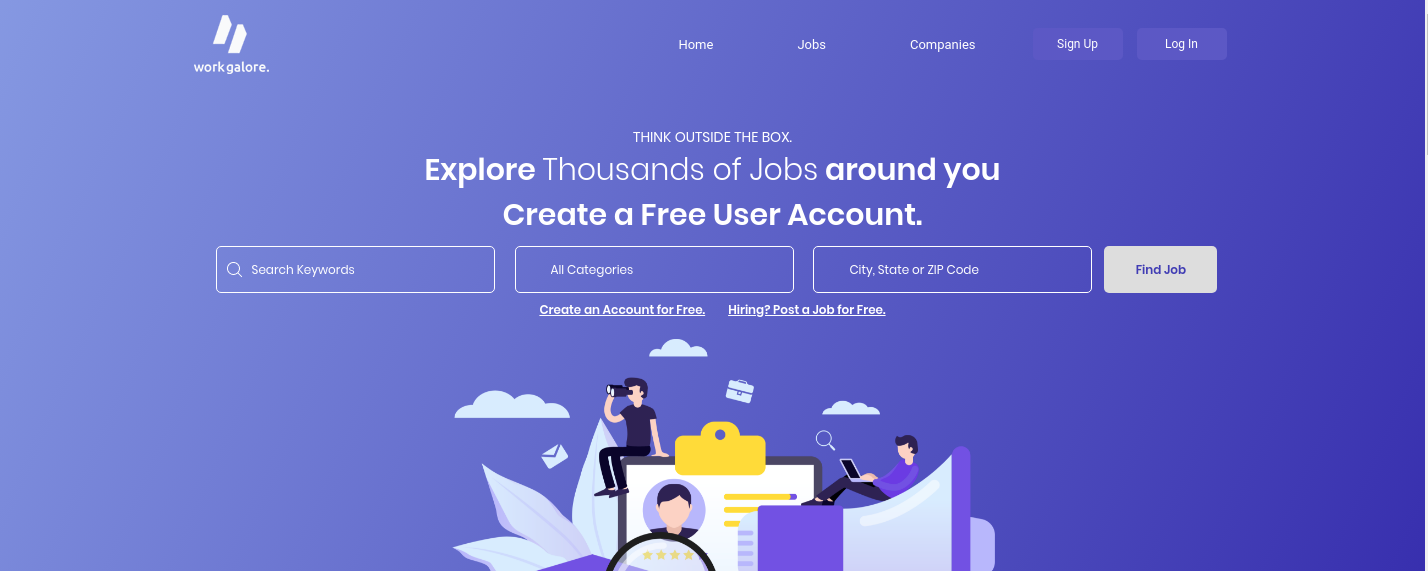 workgalore.
Home Jobs Companies Sign Up Log In
THINK OUTSIDE THE BOX.
Explore Thousands of Jobs around you
Create a Free User Account.
Search Keywords All Categories City, State or ZIP Code Find Job
Create an Account for Free. Hiring? Post a Job for Free.